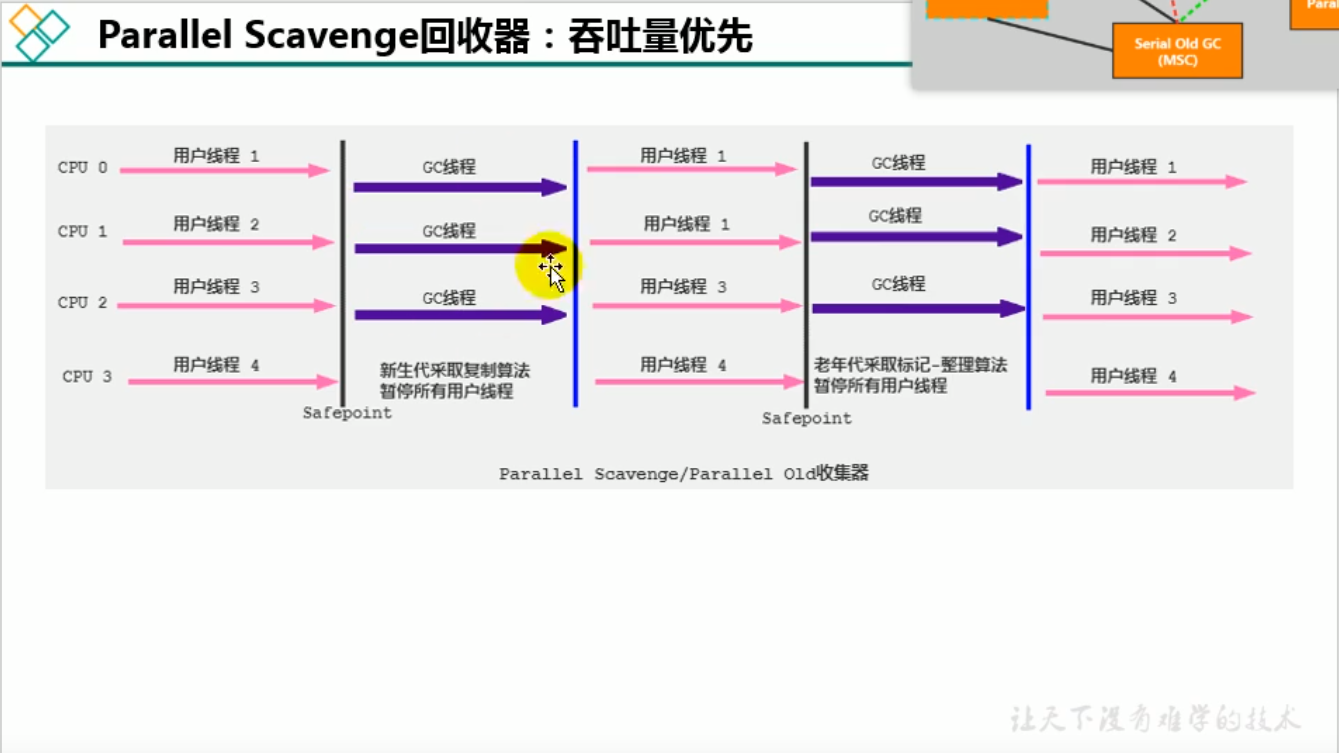 Parallel Scavenge回收器：吞吐量优先
Serial Old GC
(MSC)
CPU 0
用户线程 1
GC线程
用户线程 1
GC线程
用户线程 1
CPU 1
用户线程 2
GC线程
用户线程 1
GC线程
用户线程 2
CPU 2
用户线程 3
GC线程
用户线程 3
GC线程
用户线程 3
CPU 3
用户线程 4
新生代采取复制算法
暂停所有用户线程
用户线程 4
老年代采取标记-整理算法
暂停所有用户线程
用户线程 4
Safepoint
Safepoint
Parallel Scavenge/Parallel Old收集器
让天下没有难学的技术